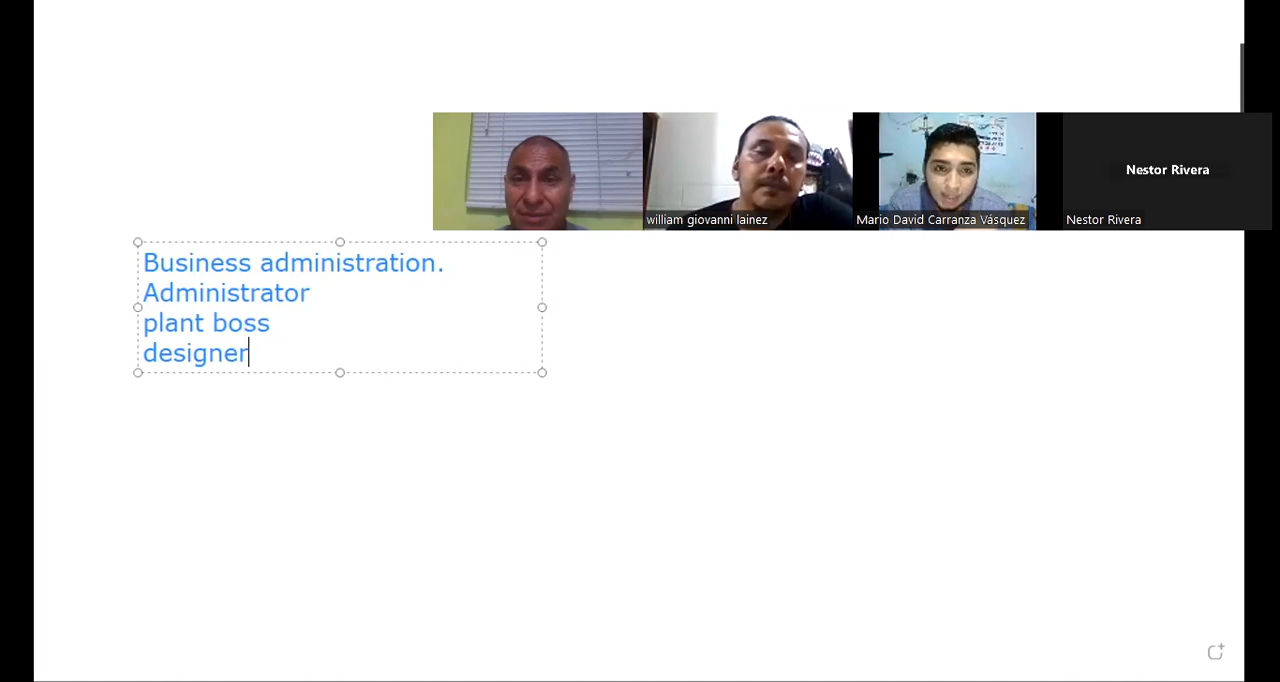 Nestor Rivera
william giovanni lainez
Mario David Carranza Vásquez
Nestor Rivera
Business administration.
Administrator
plant boss
designer